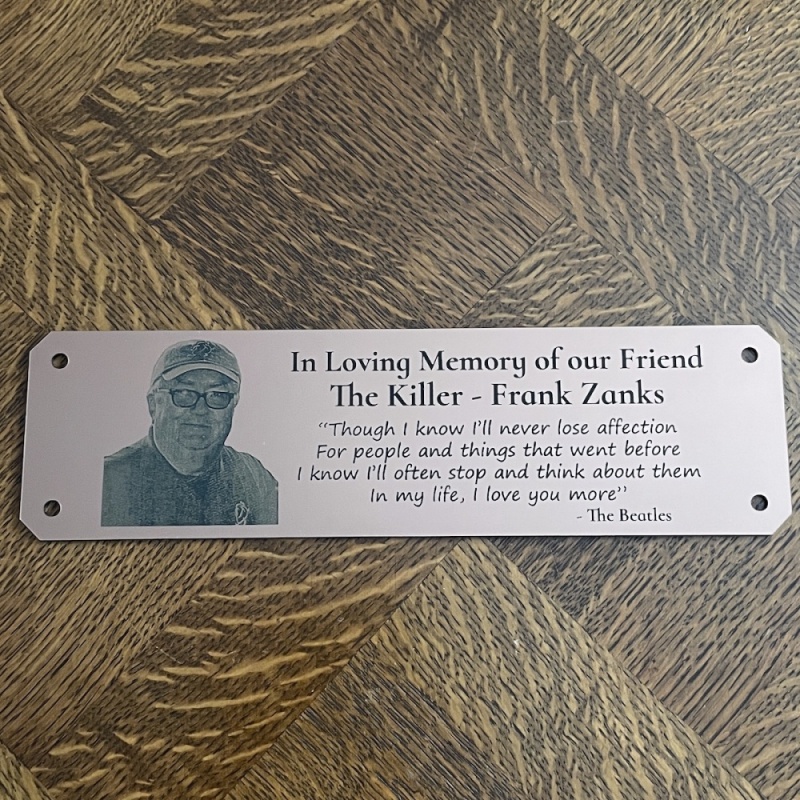 In Loving Memory of our Friend
The Killer - Frank Zanks
“Though I know I’ll never lose affection
For people and things that went before
I know I’ll often stop and think about them
In my life, I love you more”
- The Beatles